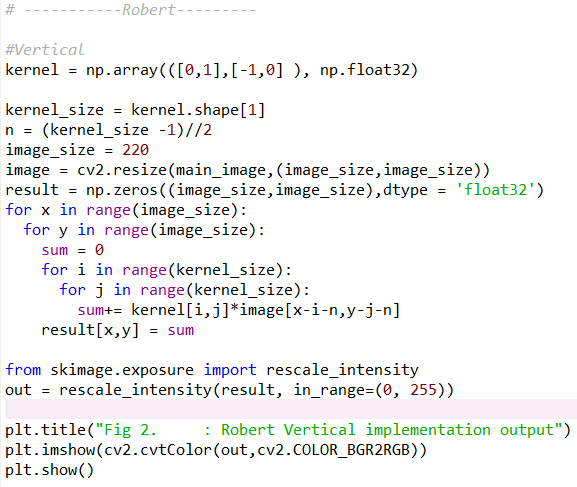 # -----------Robert---------
#Vertical
kernel = np.array(([0,1],[-1,0] ), np.float32)
kernel_size = kernel.shape[1]
n = (kernel_size -1)//2
image_size = 220
image = cv2.resize(main_image,(image_size,image_size))
result = np.zeros((image_size,image_size),dtype = 'float32')
for x in range(image_size):
  for y in range(image_size):
    sum = 0
    for i in range(kernel_size):
      for j in range(kernel_size):
        sum+= kernel[i,j]*image[x-i-n,y-j-n]
    result[x,y] = sum
from skimage.exposure import rescale_intensity
out = rescale_intensity(result, in_range=(0, 255))
plt.title("Fig 2.     : Robert Vertical implementation output")
plt.imshow(cv2.cvtColor(out,cv2.COLOR_BGR2RGB))
plt.show()